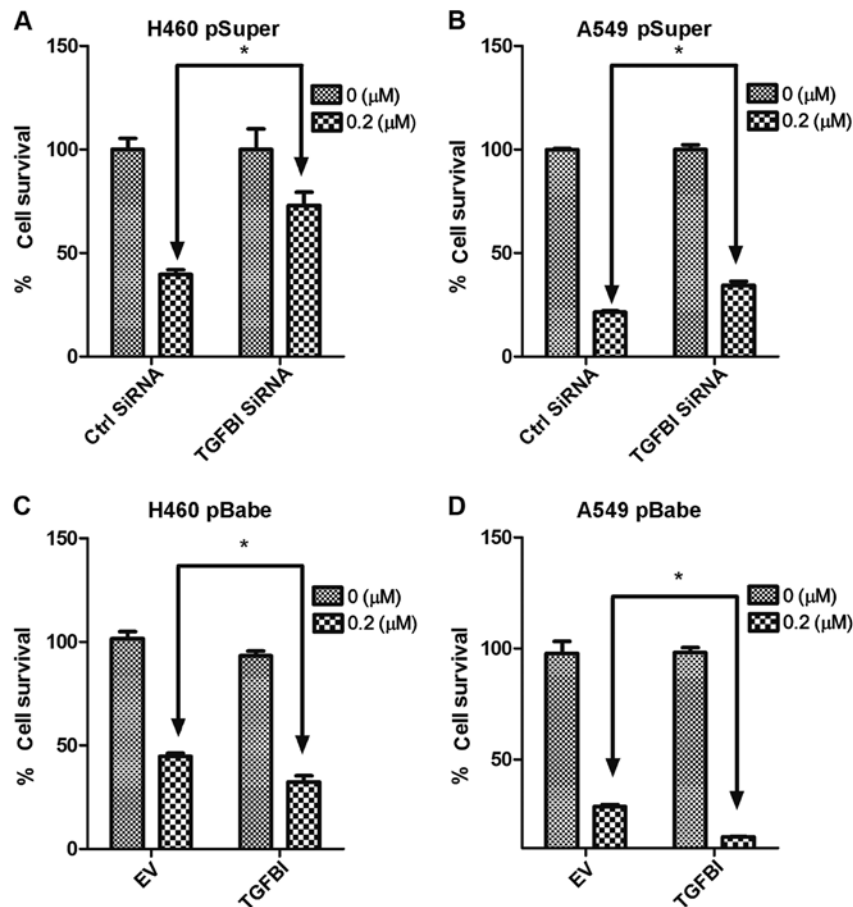 A
H460 pSuper
150
100
50
0
% Cell survival
*
0 (μM)
0.2 (μM)
Ctrl SiRNA
TGFBI SiRNA
B
A549 pSuper
150
100
50
0
% Cell survival
*
0 (μM)
0.2 (μM)
Ctrl SiRNA
TGFBI SiRNA
C
H460 pBabe
150
100
50
0
% Cell survival
*
0 (μM)
0.2 (μM)
EV
TGFBI
D
A549 pBabe
150
100
50
% Cell survival
*
0 (μM)
0.2 (μM)
EV
TGFBI